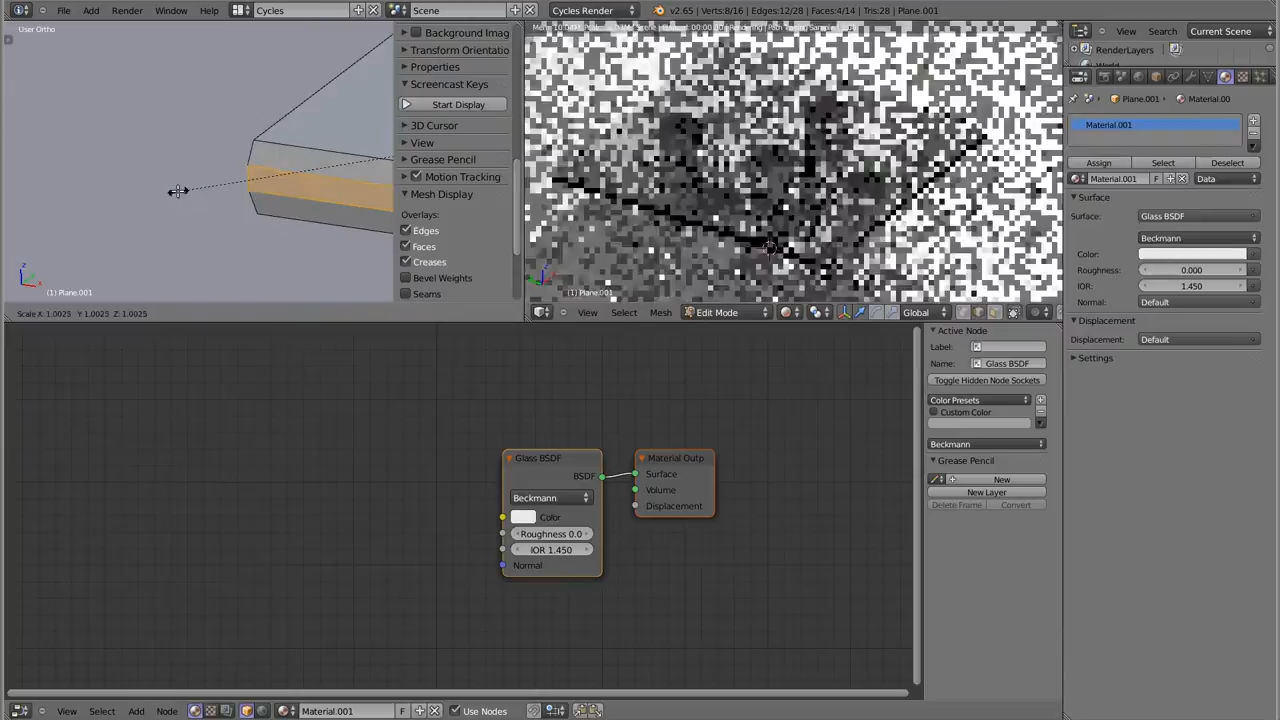 File Add Render Window Help Cycles Scene Cycles Render v2.65 | Verts:8/16 | Edges:12/28 | Faces:4/14 | Tris:28 | Plane.001
User Ortho
Background Imag
Transform Orientatio
Properties
Screencast Keys
Start Display
3D Cursor
View
Grease Pencil
Motion Tracking
Mesh Display
Overlays:
Edges
Faces
Creases
Bevel Weights
Seams
(1) Plane.001
Scale X: 1.0025 Y: 1.0025 Z: 1.0025
(1) Plane.001
View Select Mesh Edit Mode Global
View Search Current Scene
RenderLayers
World
Plane.001 Material.00
Material.001
Assign Select Deselect
Material.001 F Data
Surface
Surface: Glass BSDF
Beckmann
Color:
Roughness: 0.000
IOR: 1.450
Normal: Default
Displacement
Displacement: Default
Settings
Glass BSDF
BSDF
Beckmann
Color
Roughness 0.0
IOR 1.450
Normal
Material Outp
Surface
Volume
Displacement
Active Node
Label:
Name: Glass BSDF
Toggle Hidden Node Sockets
Color Presets
Custom Color
Beckmann
Grease Pencil
New
New Layer
Delete Frame Convert
View Select Add Node Material.001 F Use Nodes